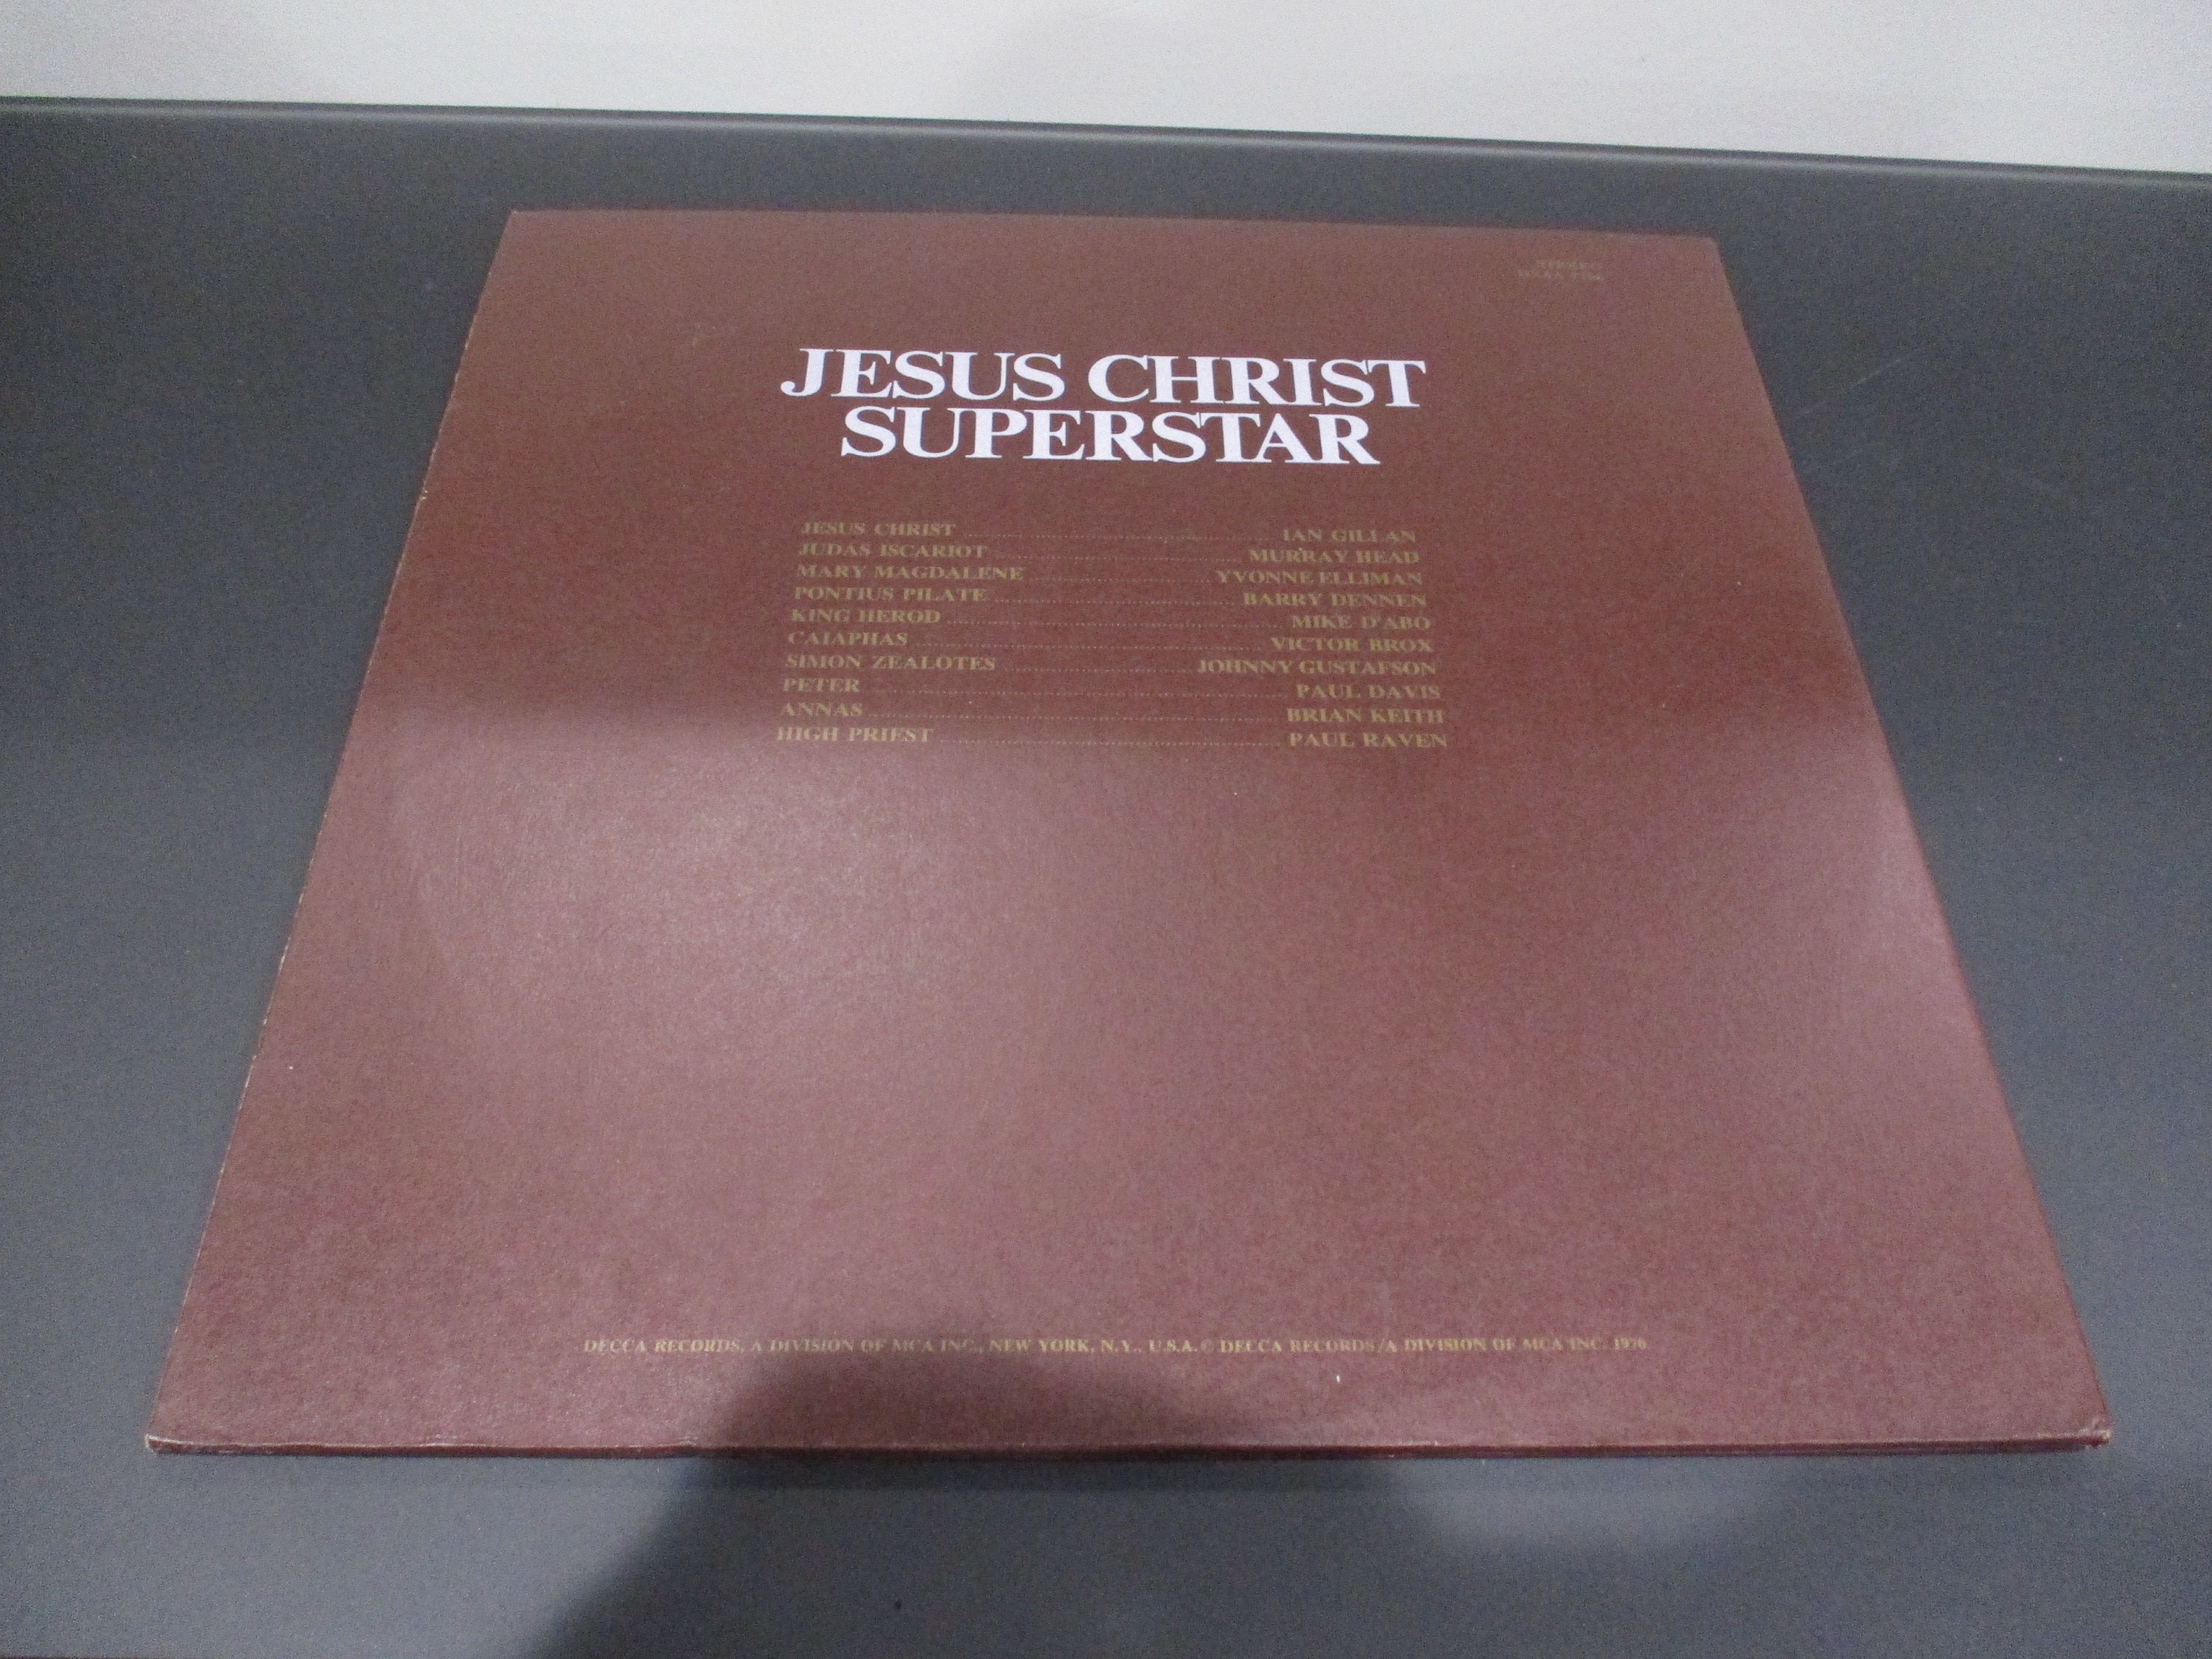 STEREO
JESUS CHRIST
SUPERSTAR
JESUS CHRIST ........ IAN GILLAN
JUDAS ISCARIOT ........ MURRAY HEAD
MARY MAGDALENE ........ YVONNE ELLIMAN
PONTIUS PILATE ........ BARRY DENNEN
KING HEROD ........ MIKE D'ABO
CAIAPHAS ........ VICTOR BROX
SIMON ZEALOTES ........ JOHNNY GUSTAFSON
PETER ........ PAUL DAVIS
ANNAS ........ BRIAN KEITH
HIGH PRIEST ........ PAUL RAVEN
DECCA RECORDS, A DIVISION OF MCA INC., NEW YORK, N.Y., U.S.A. © DECCA RECORDS/A DIVISION OF MCA INC. 1970